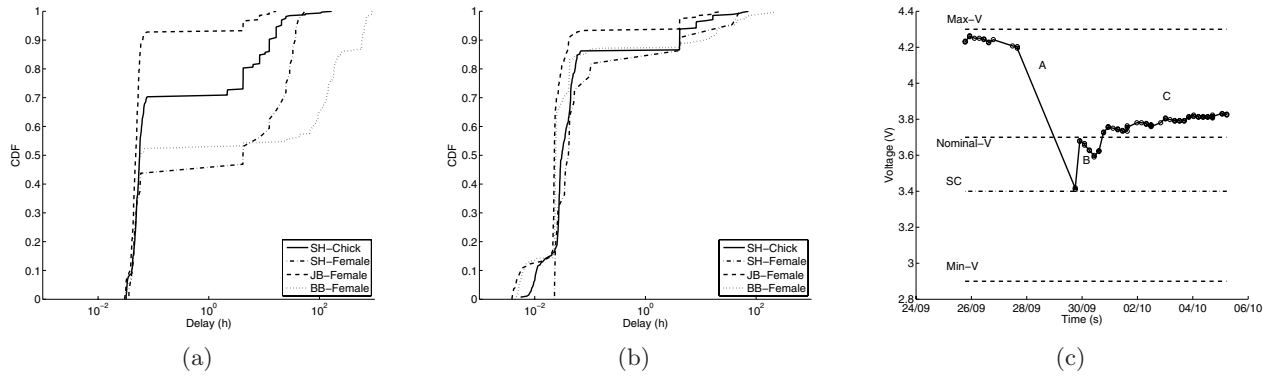 1
0.9
0.8
0.7
0.6
0.5
0.4
0.3
0.2
0.1
0
CDF
10^-2
10^0
10^2
Delay (h)
SH-Chick
SH-Female
JB-Female
BB-Female
(a)
1
0.9
0.8
0.7
0.6
0.5
0.4
0.3
0.2
0.1
0
CDF
10^-2
10^0
10^2
Delay (h)
SH-Chick
SH-Female
JB-Female
BB-Female
(b)
4.2
4
3.8
3.6
3.4
3.2
3
2.8
Voltage (V)
Max-V
A
C
Nominal-V
B
SC
Min-V
24/09
26/09
28/09
30/09
02/10
04/10
06/10
Time (s)
(c)